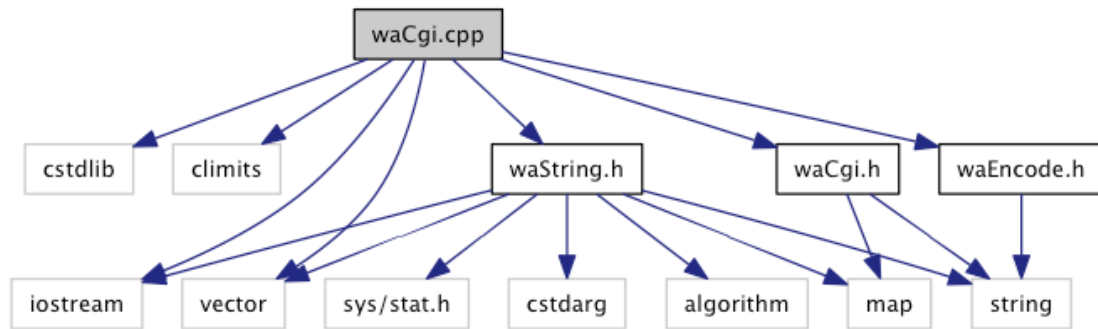 waCgi.cpp
cstdlib
climits
waString.h
waCgi.h
waEncode.h
iostream
vector
sys/stat.h
cstdarg
algorithm
map
string